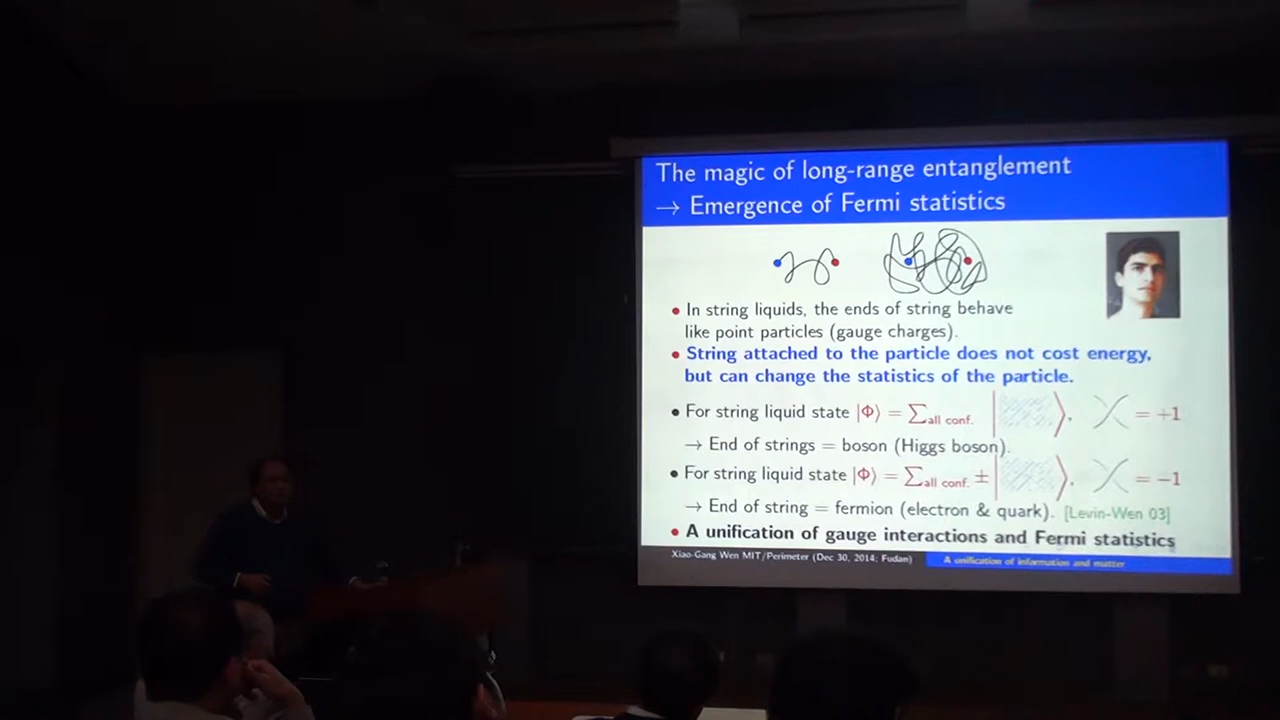 The magic of long-range entanglement
→ Emergence of Fermi statistics
• In string liquids, the ends of string behave
like point particles (gauge charges).
• String attached to the particle does not cost energy,
but can change the statistics of the particle.
• For string liquid state |Φ⟩ = ∑all conf. | ⟩, = +1
→ End of strings = boson (Higgs boson).
• For string liquid state |Φ⟩ = ∑all conf. ± | ⟩, = −1
→ End of string = fermion (electron & quark). [Levin-Wen 03]
• A unification of gauge interactions and Fermi statistics
Xiao-Gang Wen MIT/Perimeter (Dec 30, 2014; Fudan) A unification of information and matter